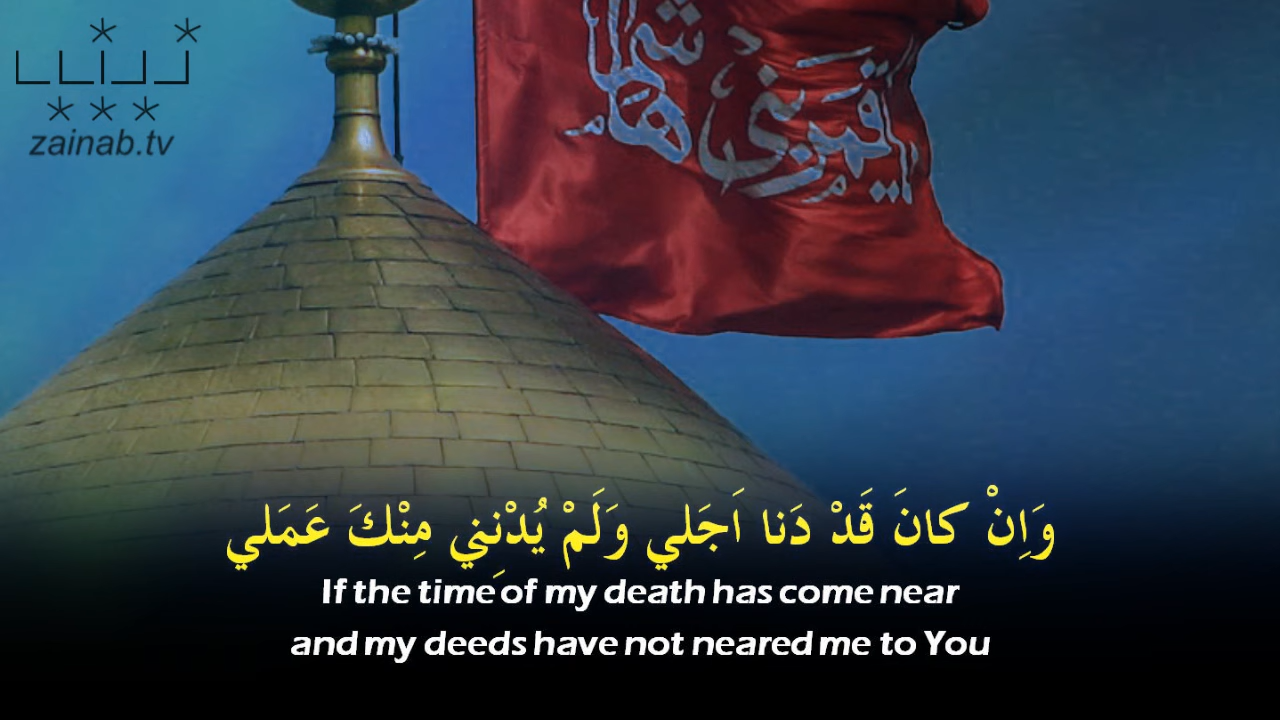 zainab.tv
وَاِنْ كانَ قَدْ دَنا اَجَلي وَلَمْ يُدْنِنِي مِنْكَ عَمَلي
If the time of my death has come near
and my deeds have not neared me to You